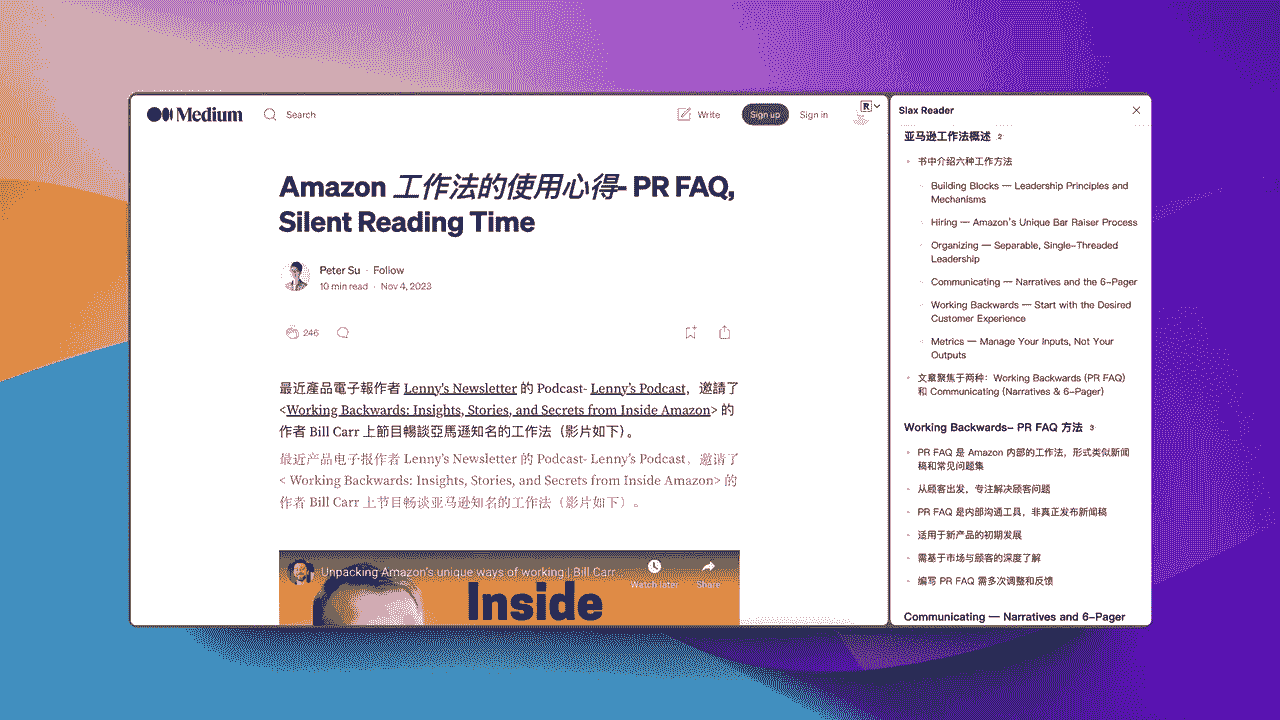 Medium
Search
Write
Sign up
Sign in
R
Amazon 工作法的使用心得- PR FAQ,
Silent Reading Time
Peter Su · Follow
10 min read · Nov 4, 2023
246
最近產品電子報作者 Lenny's Newsletter 的 Podcast- Lenny's Podcast，邀請了
<Working Backwards: Insights, Stories, and Secrets from Inside Amazon> 的
作者 Bill Carr 上節目暢談亞馬遜知名的工作法（影片如下）。
最近产品电子报作者 Lenny's Newsletter 的 Podcast- Lenny's Podcast，邀请了
< Working Backwards: Insights, Stories, and Secrets from Inside Amazon> 的
作者 Bill Carr 上节目畅谈亚马逊知名的工作法（影片如下）。
Unpacking Amazon's unique ways of working | Bill Carr
Watch later
Share
Inside
Slax Reader
亚马逊工作法概述 2
书中介绍六种工作方法
Building Blocks — Leadership Principles and
Mechanisms
Hiring — Amazon's Unique Bar Raiser Process
Organizing — Separable, Single-Threaded
Leadership
Communicating — Narratives and the 6-Pager
Working Backwards — Start with the Desired
Customer Experience
Metrics — Manage Your Inputs, Not Your
Outputs
文章聚焦于两种：Working Backwards (PR FAQ)
和 Communicating (Narratives & 6-Pager)
Working Backwards- PR FAQ 方法 3
PR FAQ 是 Amazon 内部的工作法，形式类似新闻
稿和常见问题集
从顾客出发，专注解决顾客问题
PR FAQ 是内部沟通工具，非真正发布新闻稿
适用于新产品的初期发展
需基于市场与顾客的深度了解
编写 PR FAQ 需多次调整和反馈
Communicating — Narratives and 6-Pager